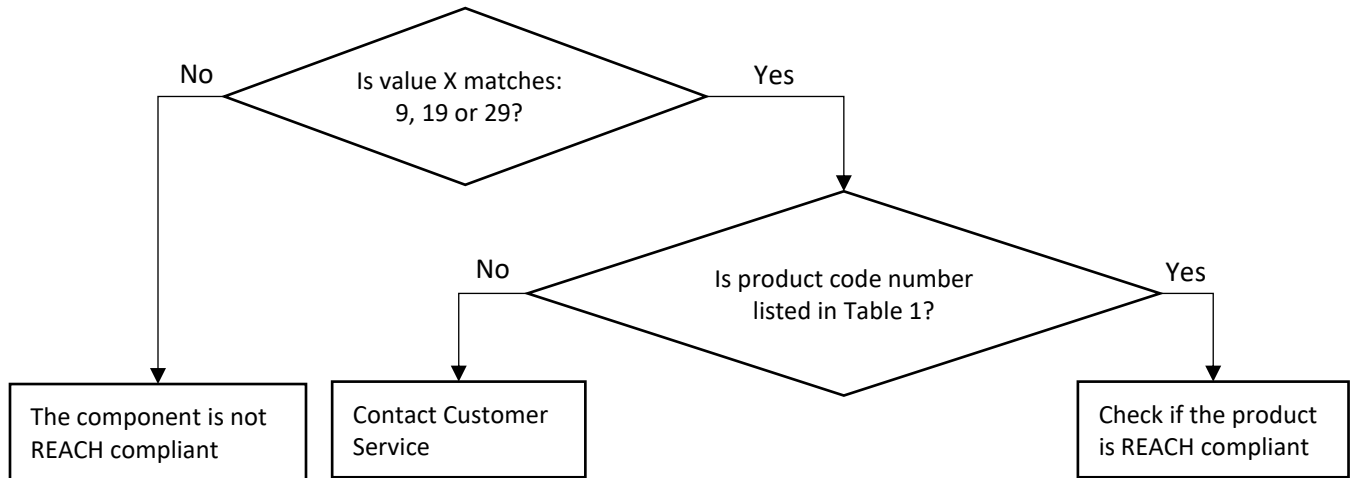 No
Is value X matches:
9, 19 or 29?
Yes
No
Is product code number
listed in Table 1?
Yes
The component is not
REACH compliant
Contact Customer
Service
Check if the product
is REACH compliant